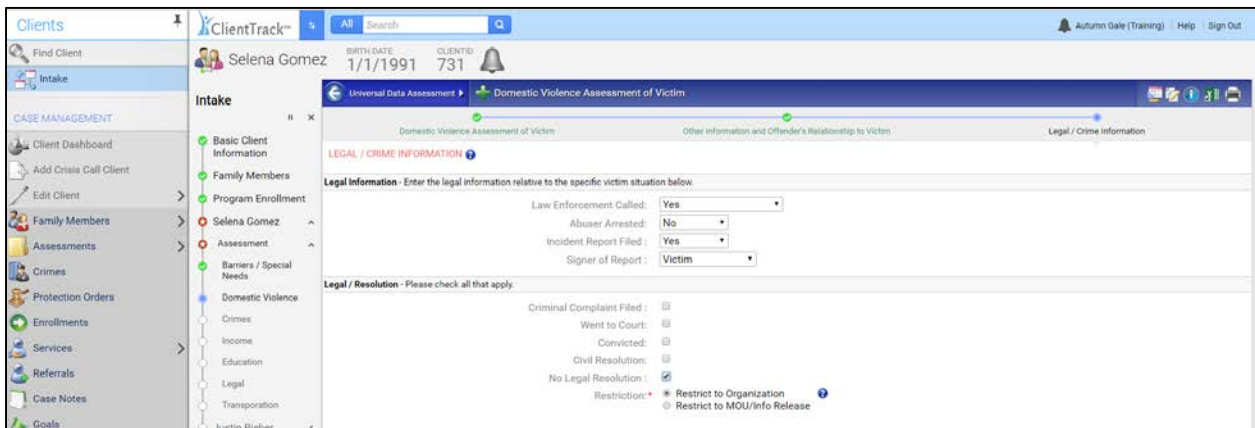 Clients
ClientTrack™
All Search
Autumn Gale (Training) Help Sign Out
Find Client
Intake
CASE MANAGEMENT
Client Dashboard
Add Crisis Call Client
Edit Client
Family Members
Assessments
Crimes
Protection Orders
Enrollments
Services
Referrals
Case Notes
Goals
Selena Gomez
BIRTH DATE
1/1/1991
CLIENTID
731
Intake
Basic Client
Information
Family Members
Program Enrollment
Selena Gomez
Assessment
Barriers / Special
Needs
Domestic Violence
Crimes
Income
Education
Legal
Transporation
Justin Bieber
Universal Data Assessment
Domestic Violence Assessment of Victim
Domestic Violence Assessment of Victim
Other Information and Offender's Relationship to Victim
Legal / Crime Information
LEGAL / CRIME INFORMATION
Legal Information - Enter the legal information relative to the specific victim situation below.
Law Enforcement Called: Yes
Abuser Arrested: No
Incident Report Filed : Yes
Signer of Report : Victim
Legal / Resolution - Please check all that apply.
Criminal Complaint Filed :
Went to Court:
Convicted:
Civil Resolution:
No Legal Resolution :
Restriction:* Restrict to Organization
Restrict to MOU/Info Release